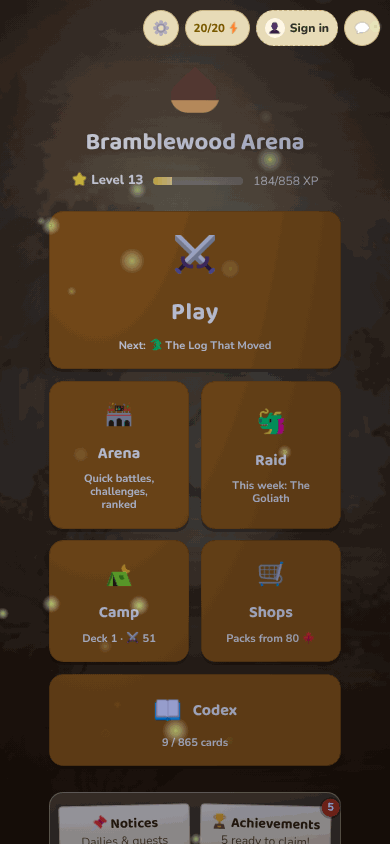 20/20
Sign in
Bramblewood Arena
Level 13 184/858 XP
Play
Next: The Log That Moved
Arena
Quick battles,
challenges,
ranked
Raid
This week: The
Goliath
Camp
Deck 1 · 51
Shops
Packs from 80
Codex
9 / 865 cards
5
Notices
Dailies & quests
Achievements
5 ready to claim!